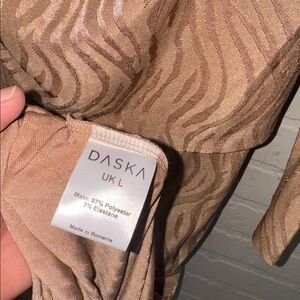 DASKA
UK L
Main: 97% Polyester
3% Elastane
Made in Romania